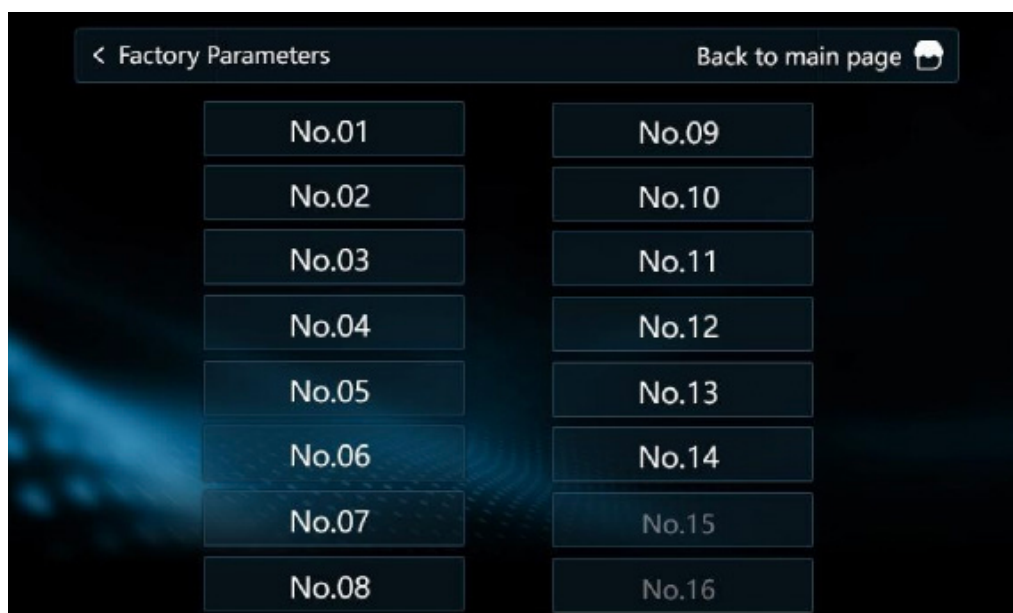 < Factory Parameters
Back to main page
No.01
No.02
No.03
No.04
No.05
No.06
No.07
No.08
No.09
No.10
No.11
No.12
No.13
No.14
No.15
No.16